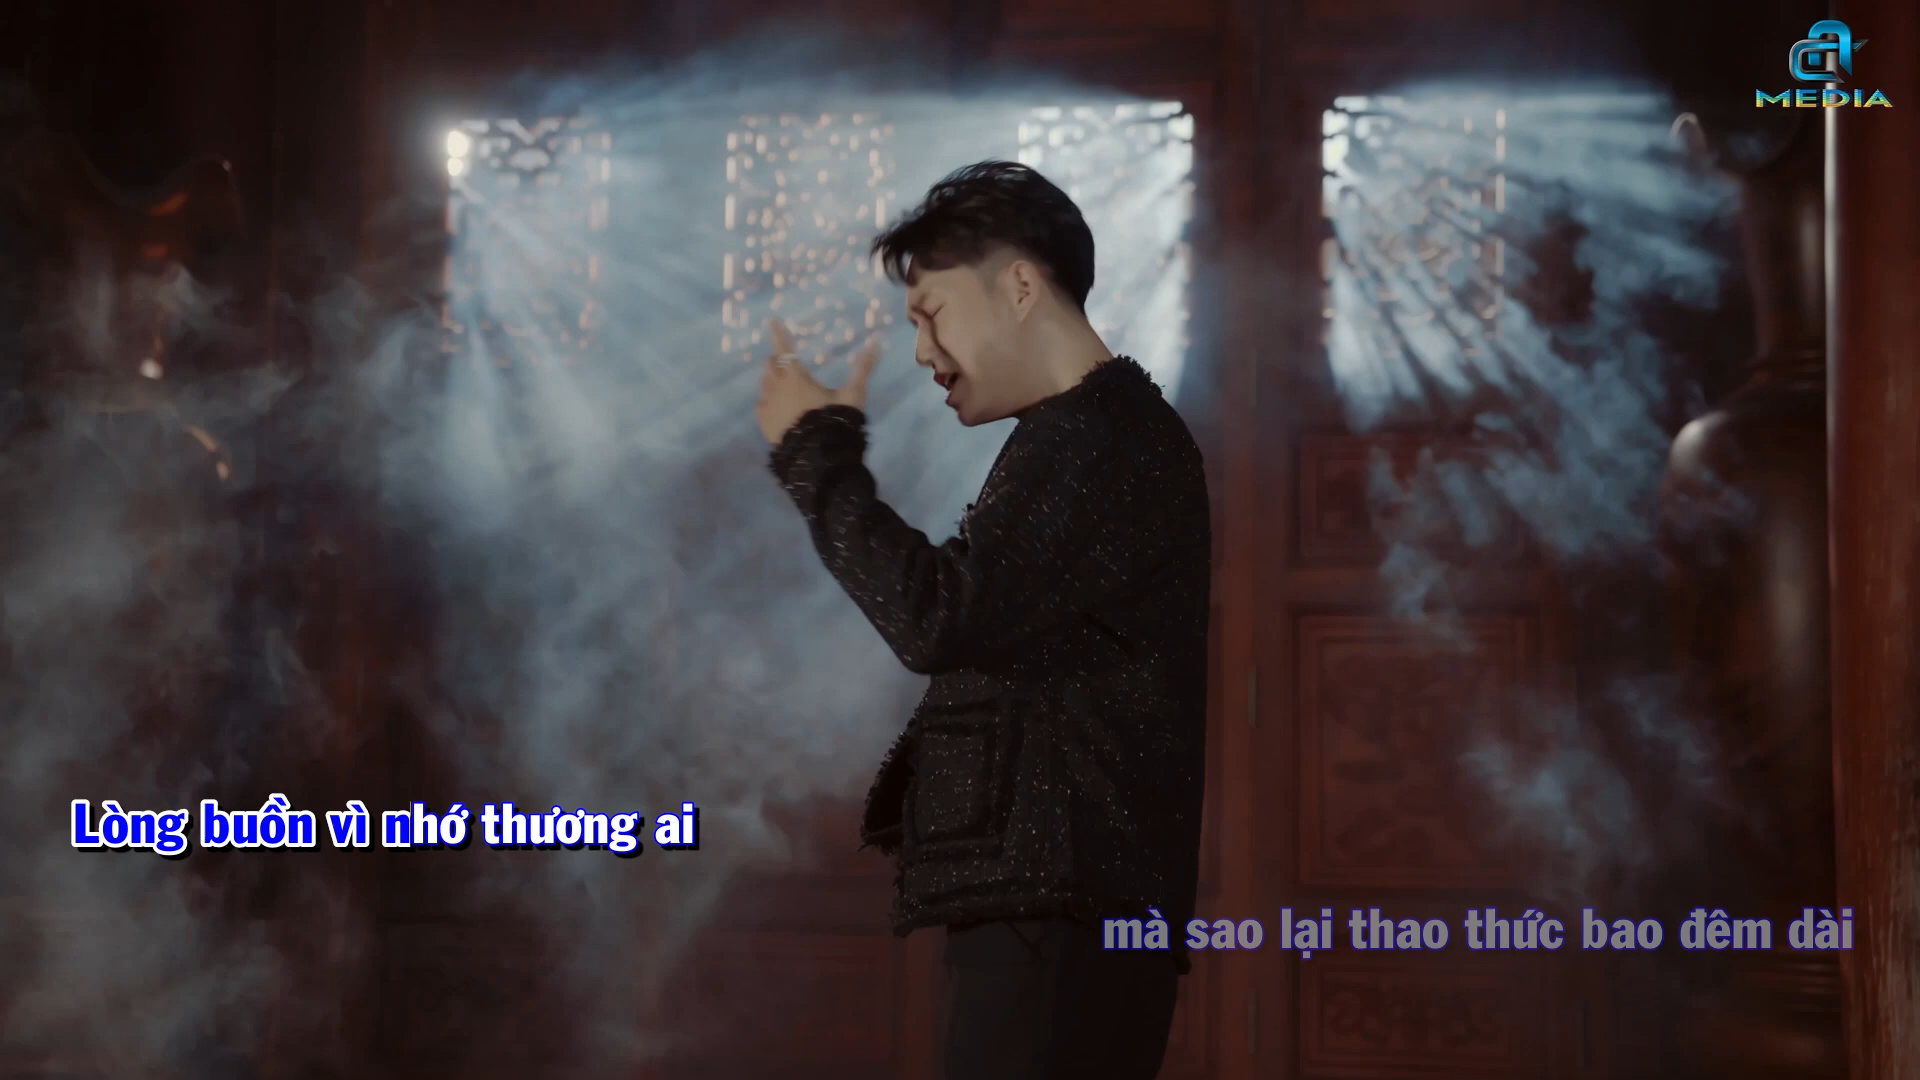 MEDIA
Lòng buồn vì nhớ thương ai
mà sao lại thao thức bao đêm dài